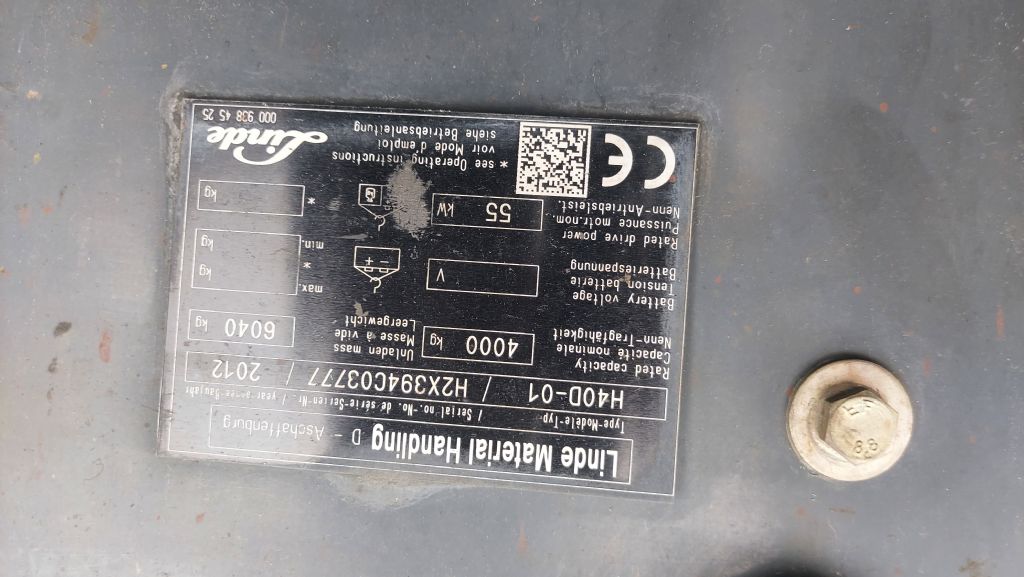 Linde Material Handling D - Aschaffenburg
Type-Modèle-Typ / Serial no.-No. de série-Serien-Nr. / year-année-Baujahr
H40D-01 / H2X394C03777 / 2012
Rated capacity
Capacité nominale
Nenn-Tragfähigkeit
4000 kg
Unladen mass
Masse à vide
Leergewicht
6040 kg
Battery voltage
Tension batterie
Batteriespannung
V
- +
max.
*
min.
kg
kg
Rated drive power
Puissance motr.nom.
Nenn-Antriebsleist.
55 kW
*
kg
CE
* see Operating instructions
voir Mode d'emploi
siehe Betriebsanleitung
Linde
000 938 45 25
8.8